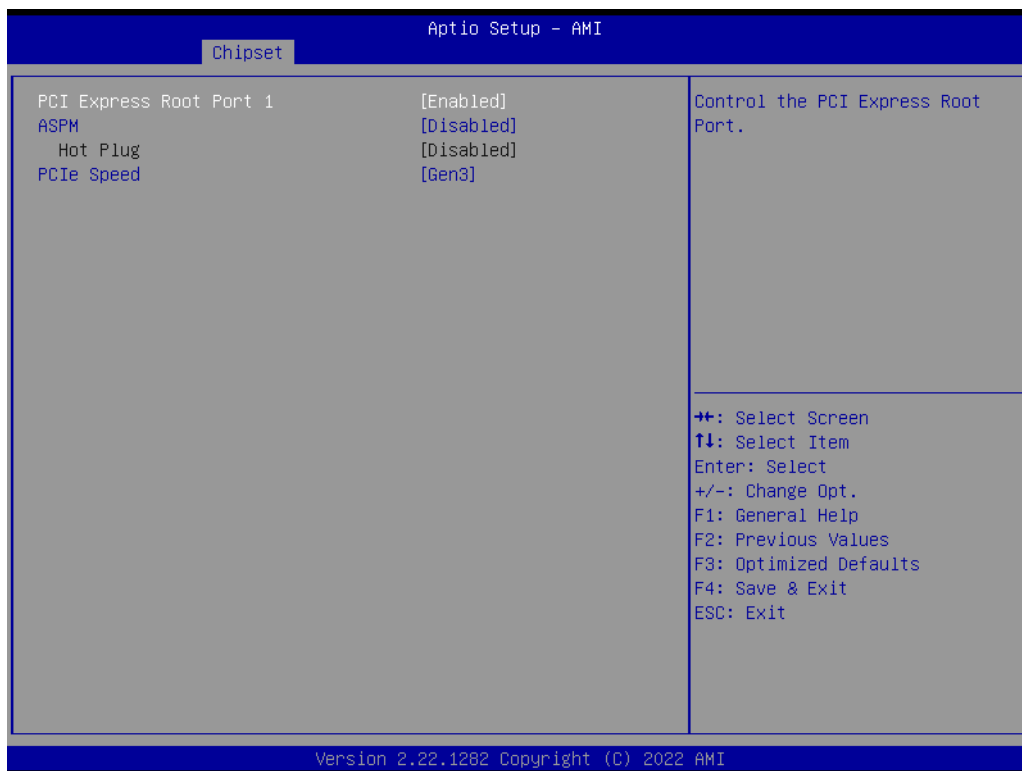 Aptio Setup - AMI
Chipset
PCI Express Root Port 1 [Enabled]
ASPM [Disabled]
Hot Plug [Disabled]
PCIe Speed [Gen3]
Control the PCI Express Root
Port.
→←: Select Screen
↑↓: Select Item
Enter: Select
+/-: Change Opt.
F1: General Help
F2: Previous Values
F3: Optimized Defaults
F4: Save & Exit
ESC: Exit
Version 2.22.1282 Copyright (C) 2022 AMI